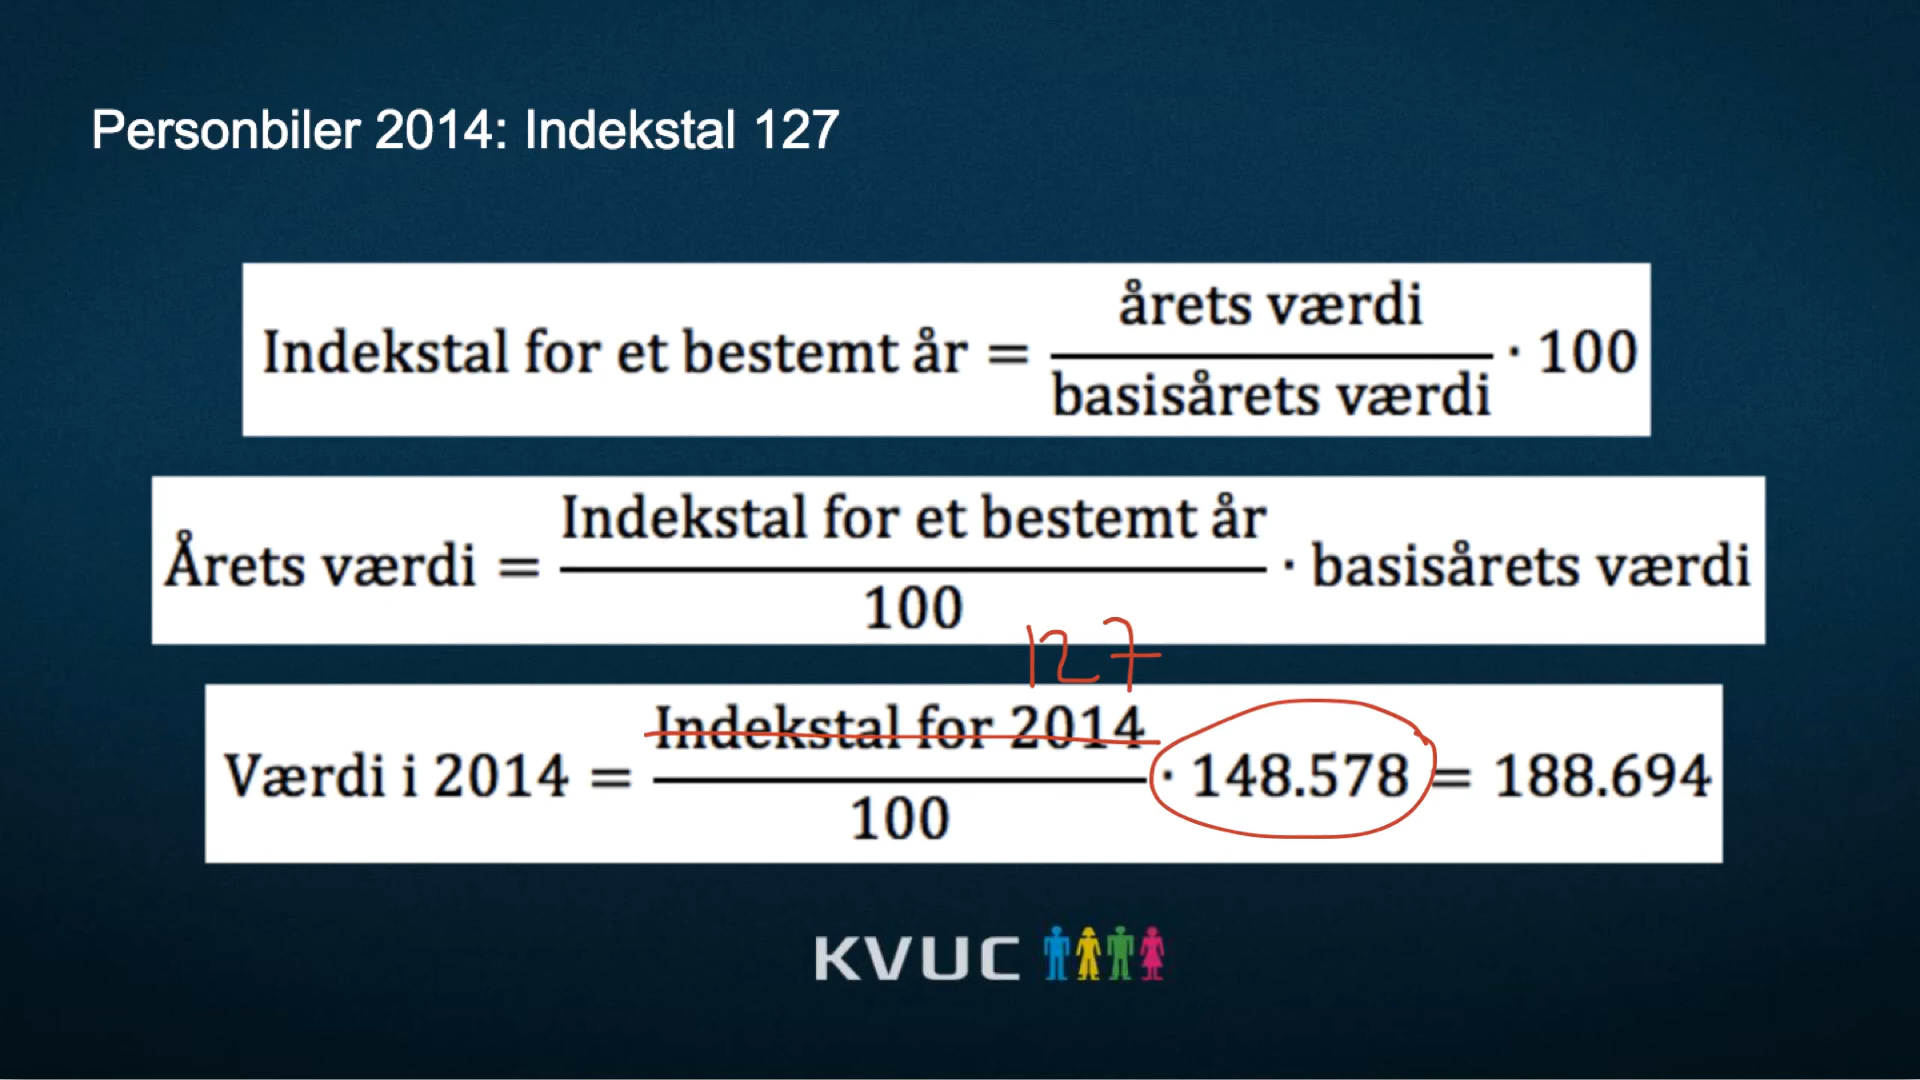 Personbiler 2014: Indekstal 127
Indekstal for et bestemt år = årets værdi / basisårets værdi · 100
Årets værdi = Indekstal for et bestemt år / 100 · basisårets værdi
127
Værdi i 2014 = Indekstal for 2014 / 100 · 148.578 = 188.694
KVUC